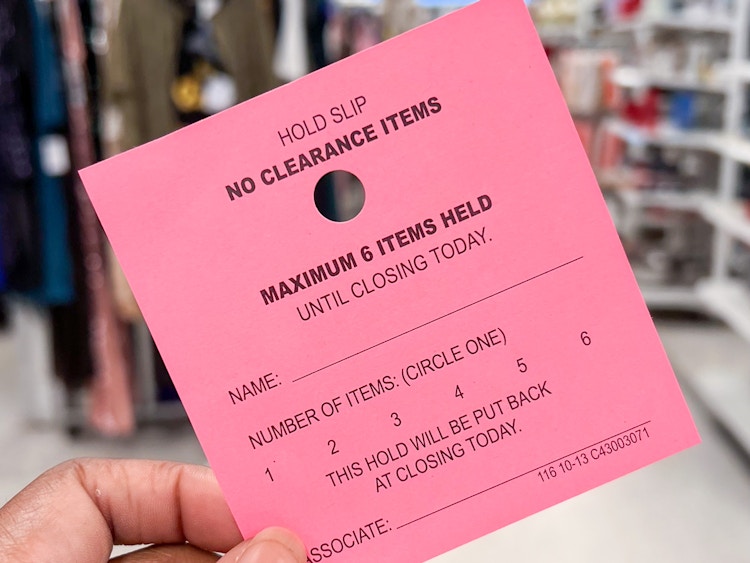 HOLD SLIP
NO CLEARANCE ITEMS
MAXIMUM 6 ITEMS HELD
UNTIL CLOSING TODAY.
NAME:
NUMBER OF ITEMS: (CIRCLE ONE)
1 2 3 4 5 6
THIS HOLD WILL BE PUT BACK
AT CLOSING TODAY.
116 10-13 C43003071
ASSOCIATE: